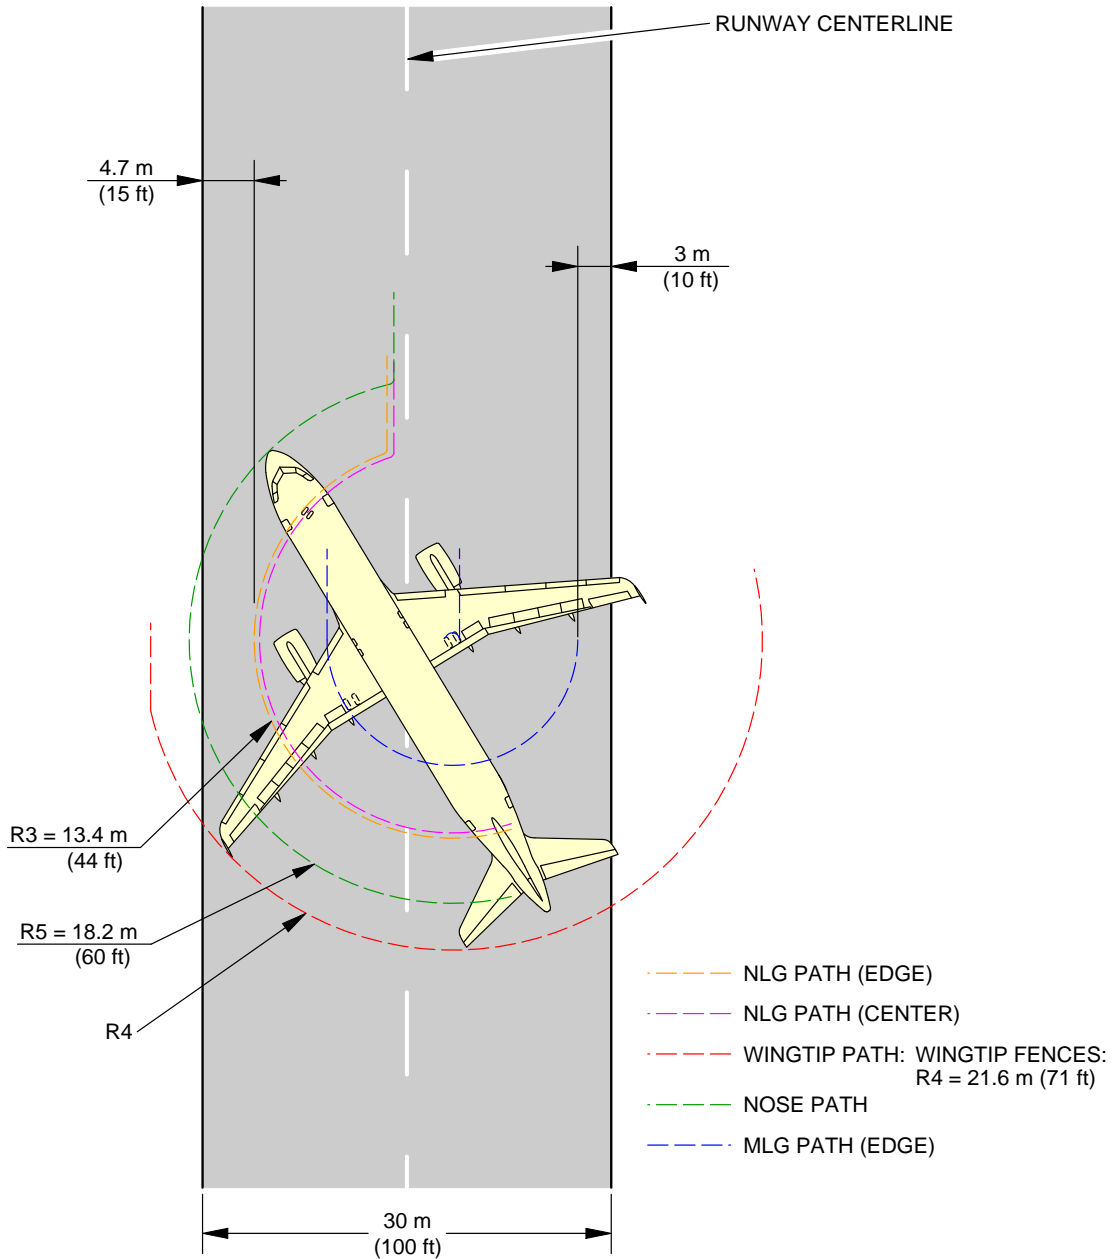 RUNWAY CENTERLINE
4.7 m
(15 ft)
3 m
(10 ft)
R3 = 13.4 m
(44 ft)
R5 = 18.2 m
(60 ft)
R4
NLG PATH (EDGE)
NLG PATH (CENTER)
WINGTIP PATH: WINGTIP FENCES:
R4 = 21.6 m (71 ft)
NOSE PATH
MLG PATH (EDGE)
30 m
(100 ft)